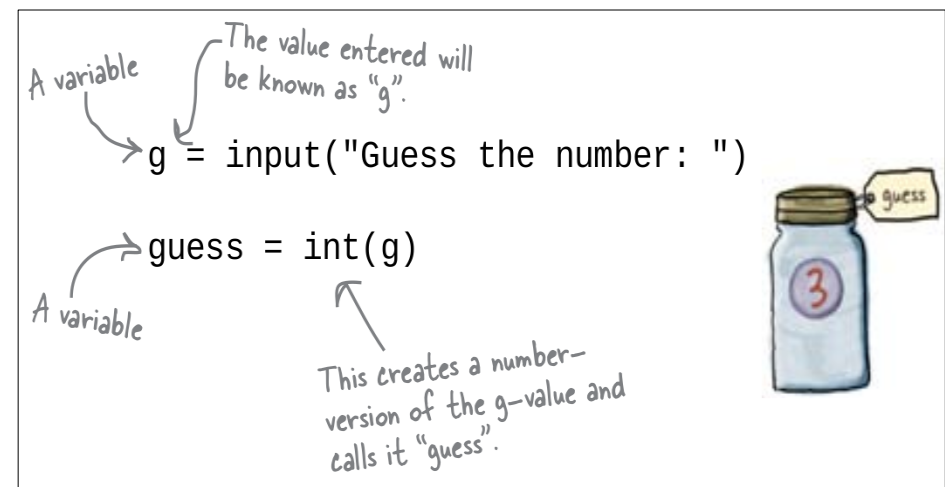 The value entered will
be known as “g”.
A variable
g = input("Guess the number: ")
guess
guess = int(g)
3
A variable
This creates a number-
version of the g-value and
calls it “guess”.